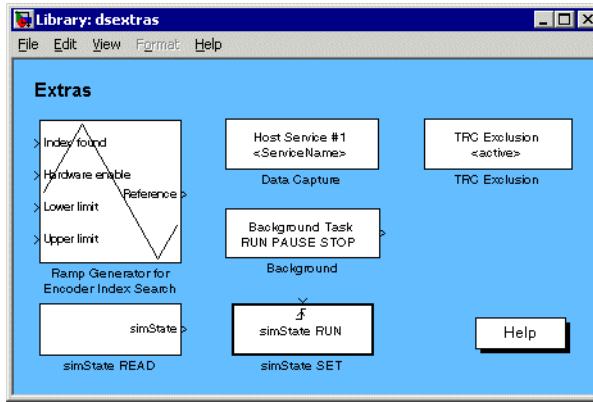 Library: dsextras
File Edit View Format Help
Extras
Index found
Hardware enable
Reference
Lower limit
Upper limit
Ramp Generator for
Encoder Index Search
Host Service #1
<ServiceName>
Data Capture
TRC Exclusion
<active>
TRC Exclusion
Background Task
RUN PAUSE STOP
Background
simState
simState READ
simState RUN
simState SET
Help